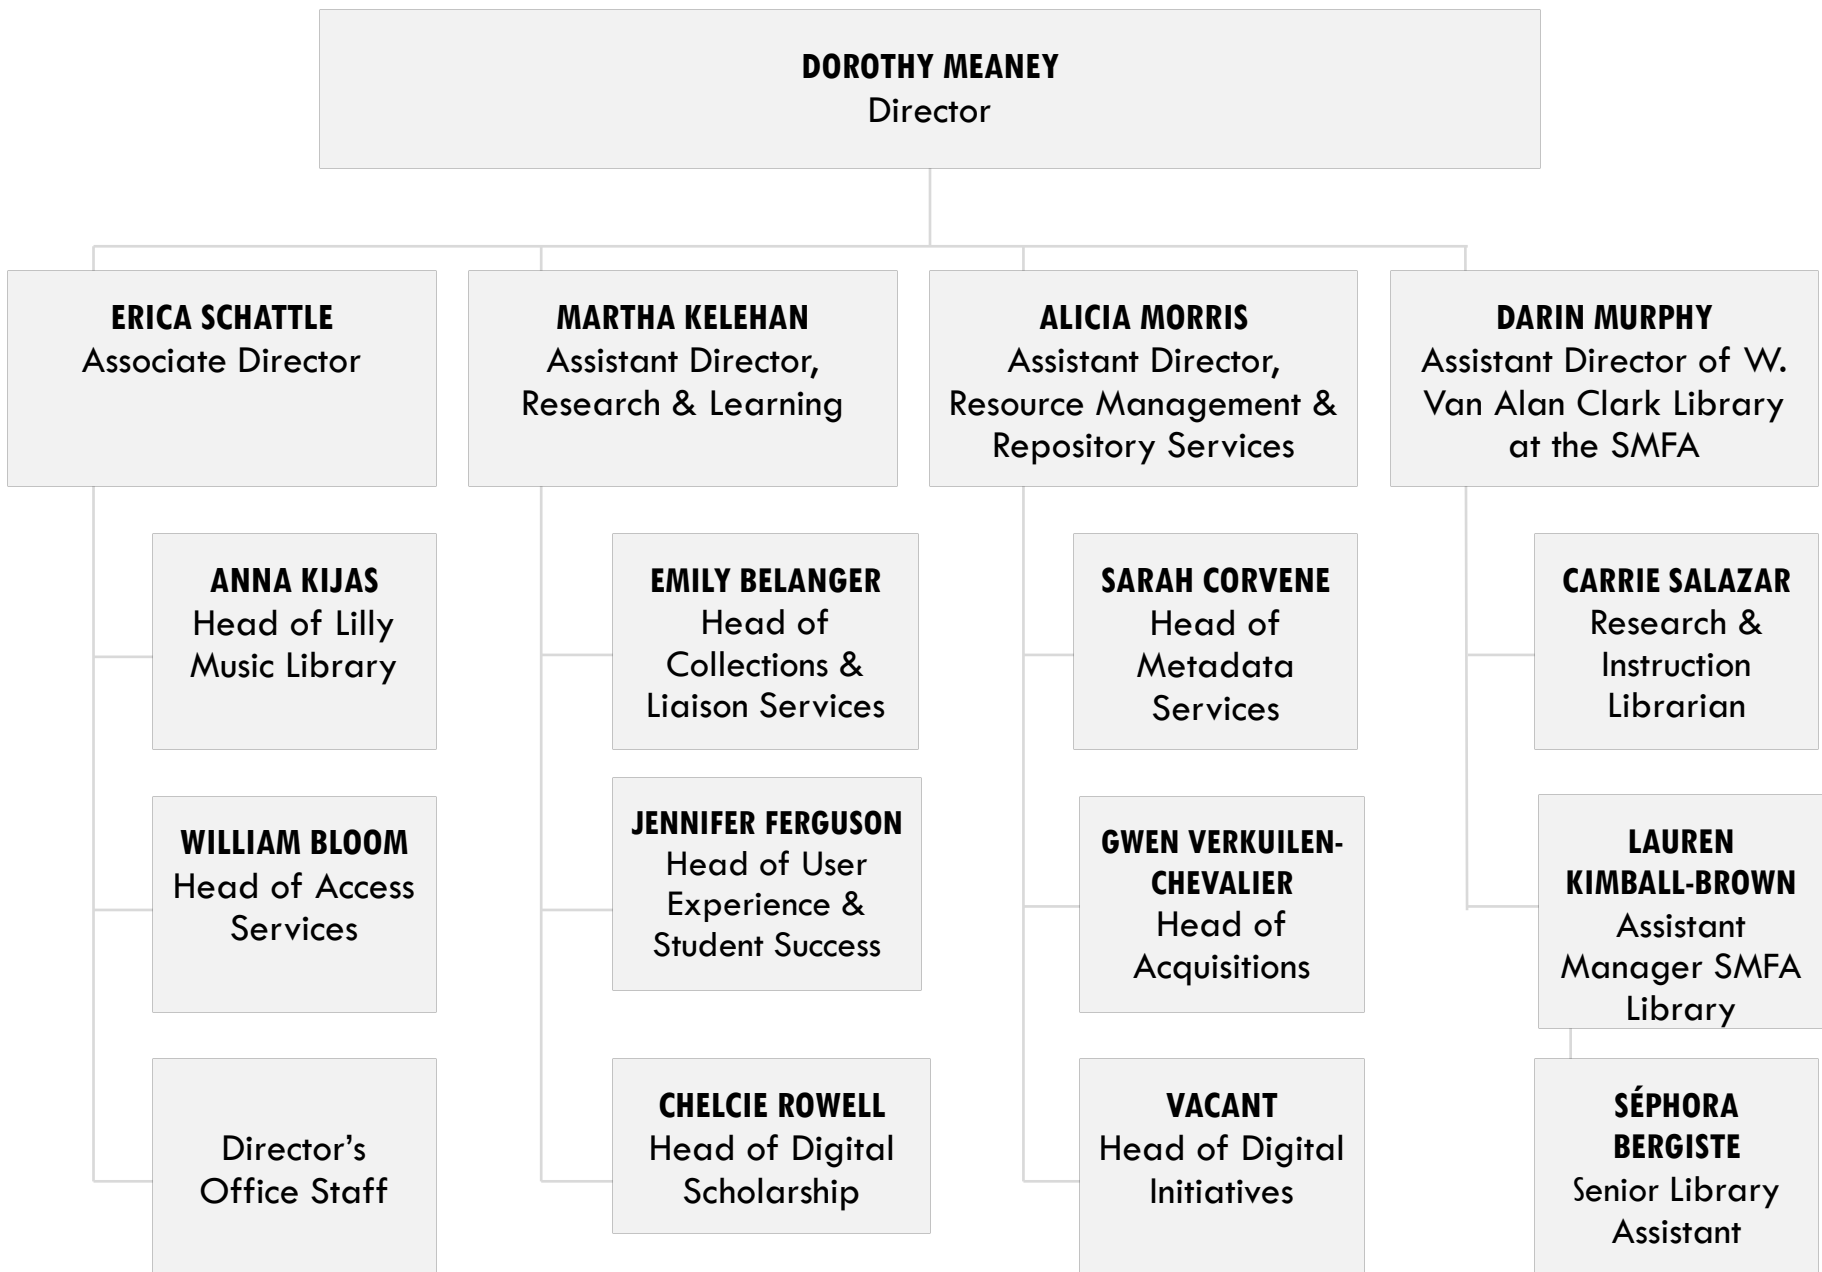 DOROTHY MEANEY
Director
ERICA SCHATTLE
Associate Director
MARTHA KELEHAN
Assistant Director,
Research & Learning
ALICIA MORRIS
Assistant Director,
Resource Management &
Repository Services
DARIN MURPHY
Assistant Director of W.
Van Alan Clark Library
at the SMFA
ANNA KIJAS
Head of Lilly
Music Library
EMILY BELANGER
Head of
Collections &
Liaison Services
SARAH CORVENE
Head of
Metadata
Services
CARRIE SALAZAR
Research &
Instruction
Librarian
WILLIAM BLOOM
Head of Access
Services
JENNIFER FERGUSON
Head of User
Experience &
Student Success
GWEN VERKUILEN-
CHEVALIER
Head of
Acquisitions
LAUREN
KIMBALL-BROWN
Assistant
Manager SMFA
Library
Director’s
Office Staff
CHELCIE ROWELL
Head of Digital
Scholarship
VACANT
Head of Digital
Initiatives
SÉPHORA
BERGISTE
Senior Library
Assistant